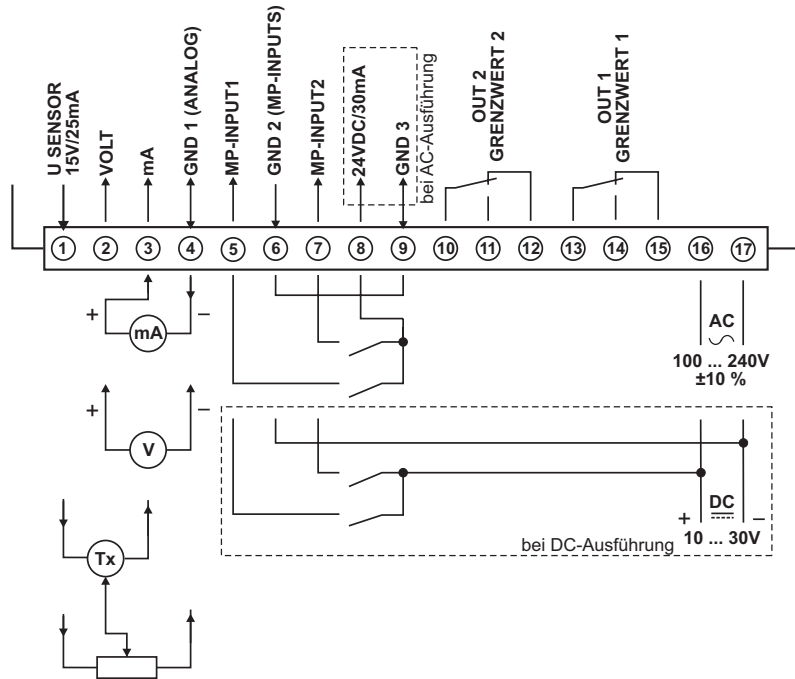 U SENSOR
15V/25mA
VOLT
mA
GND 1 (ANALOG)
MP-INPUT1
GND 2 (MP-INPUTS)
MP-INPUT2
24VDC/30mA
GND 3
bei AC-Ausführung
OUT 2
GRENZWERT 2
OUT 1
GRENZWERT 1
1 2 3 4 5 6 7 8 9 10 11 12 13 14 15 16 17
+ mA –
AC
100 ... 240V
±10 %
+ V –
+ DC –
10 ... 30V
bei DC-Ausführung
Tx